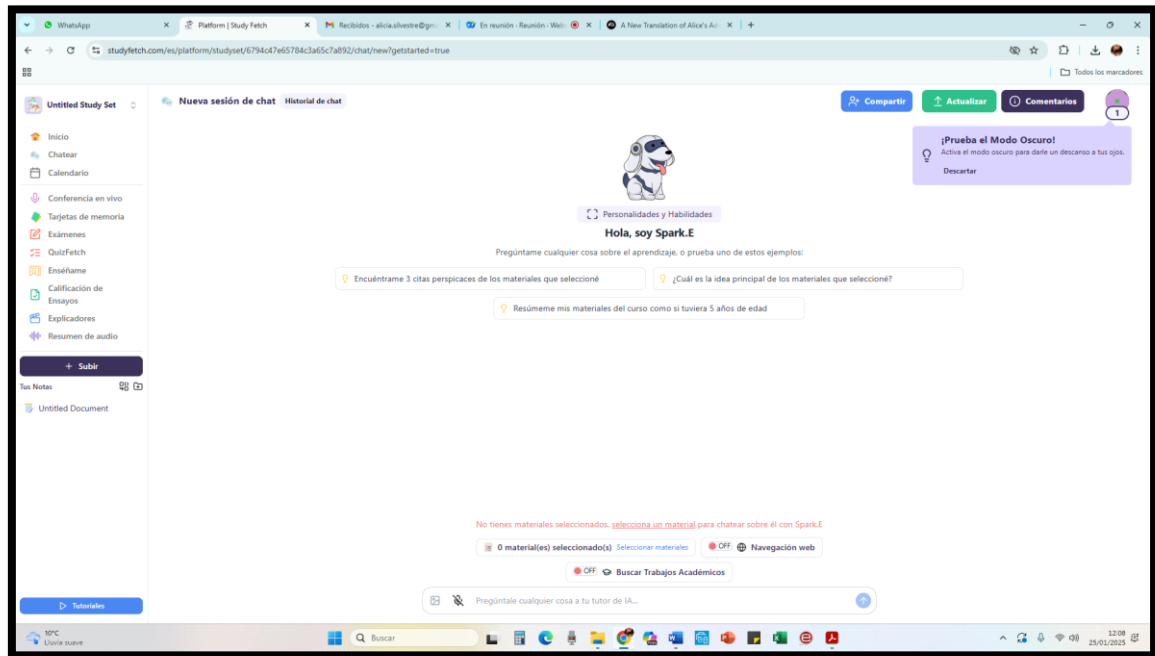 WhatsApp
Platform | Study Fetch
Recibidos - alicia.silvestre@gm
En reunión - Reunión - Web
A New Translation of Alice's Ad
studyfetch.com/es/platform/studyset/6794c47e65784c3a65c7a892/chat/new?getstarted=true
Todos los marcadores
Untitled Study Set
Nueva sesión de chat Historial de chat
Compartir
Actualizar
Comentarios
1
¡Prueba el Modo Oscuro!
Activa el modo oscuro para darle un descanso a tus ojos.
Descartar
Inicio
Chatear
Calendario
Conferencia en vivo
Tarjetas de memoria
Exámenes
QuizFetch
Enséñame
Calificación de
Ensayos
Explicadores
Resumen de audio
+ Subir
Tus Notas
Untitled Document
Tutoriales
Personalidades y Habilidades
Hola, soy Spark.E
Pregúntame cualquier cosa sobre el aprendizaje, o prueba uno de estos ejemplos:
Encuéntrame 3 citas perspicaces de los materiales que seleccioné
¿Cuál es la idea principal de los materiales que seleccioné?
Resúmeme mis materiales del curso como si tuviera 5 años de edad
No tienes materiales seleccionados. selecciona un material para chatear sobre él con Spark.E
0 material(es) seleccionado(s) Seleccionar materiales
OFF Navegación web
OFF Buscar Trabajos Académicos
Pregúntale cualquier cosa a tu tutor de IA...
10°C
Lluvia suave
Buscar
12:08
25/01/2025